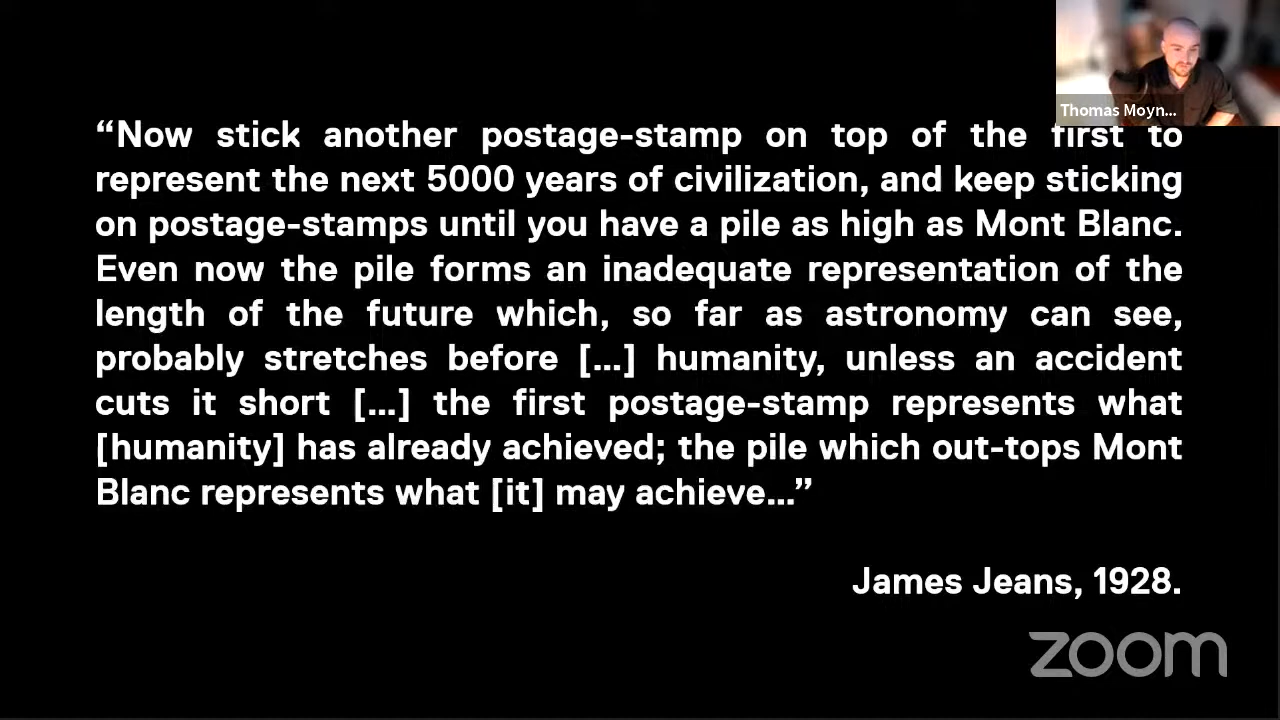 Thomas Moyn...
“Now stick another postage-stamp on top of the first to
represent the next 5000 years of civilization, and keep sticking
on postage-stamps until you have a pile as high as Mont Blanc.
Even now the pile forms an inadequate representation of the
length of the future which, so far as astronomy can see,
probably stretches before [...] humanity, unless an accident
cuts it short [...] the first postage-stamp represents what
[humanity] has already achieved; the pile which out-tops Mont
Blanc represents what [it] may achieve...”
James Jeans, 1928.
zoom